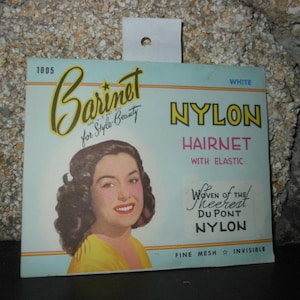 1005
Barinet
for Style-Beauty
WHITE
NYLON
HAIRNET
WITH ELASTIC
Woven of the
Sheerest
DU PONT
NYLON
FINE MESH INVISIBLE